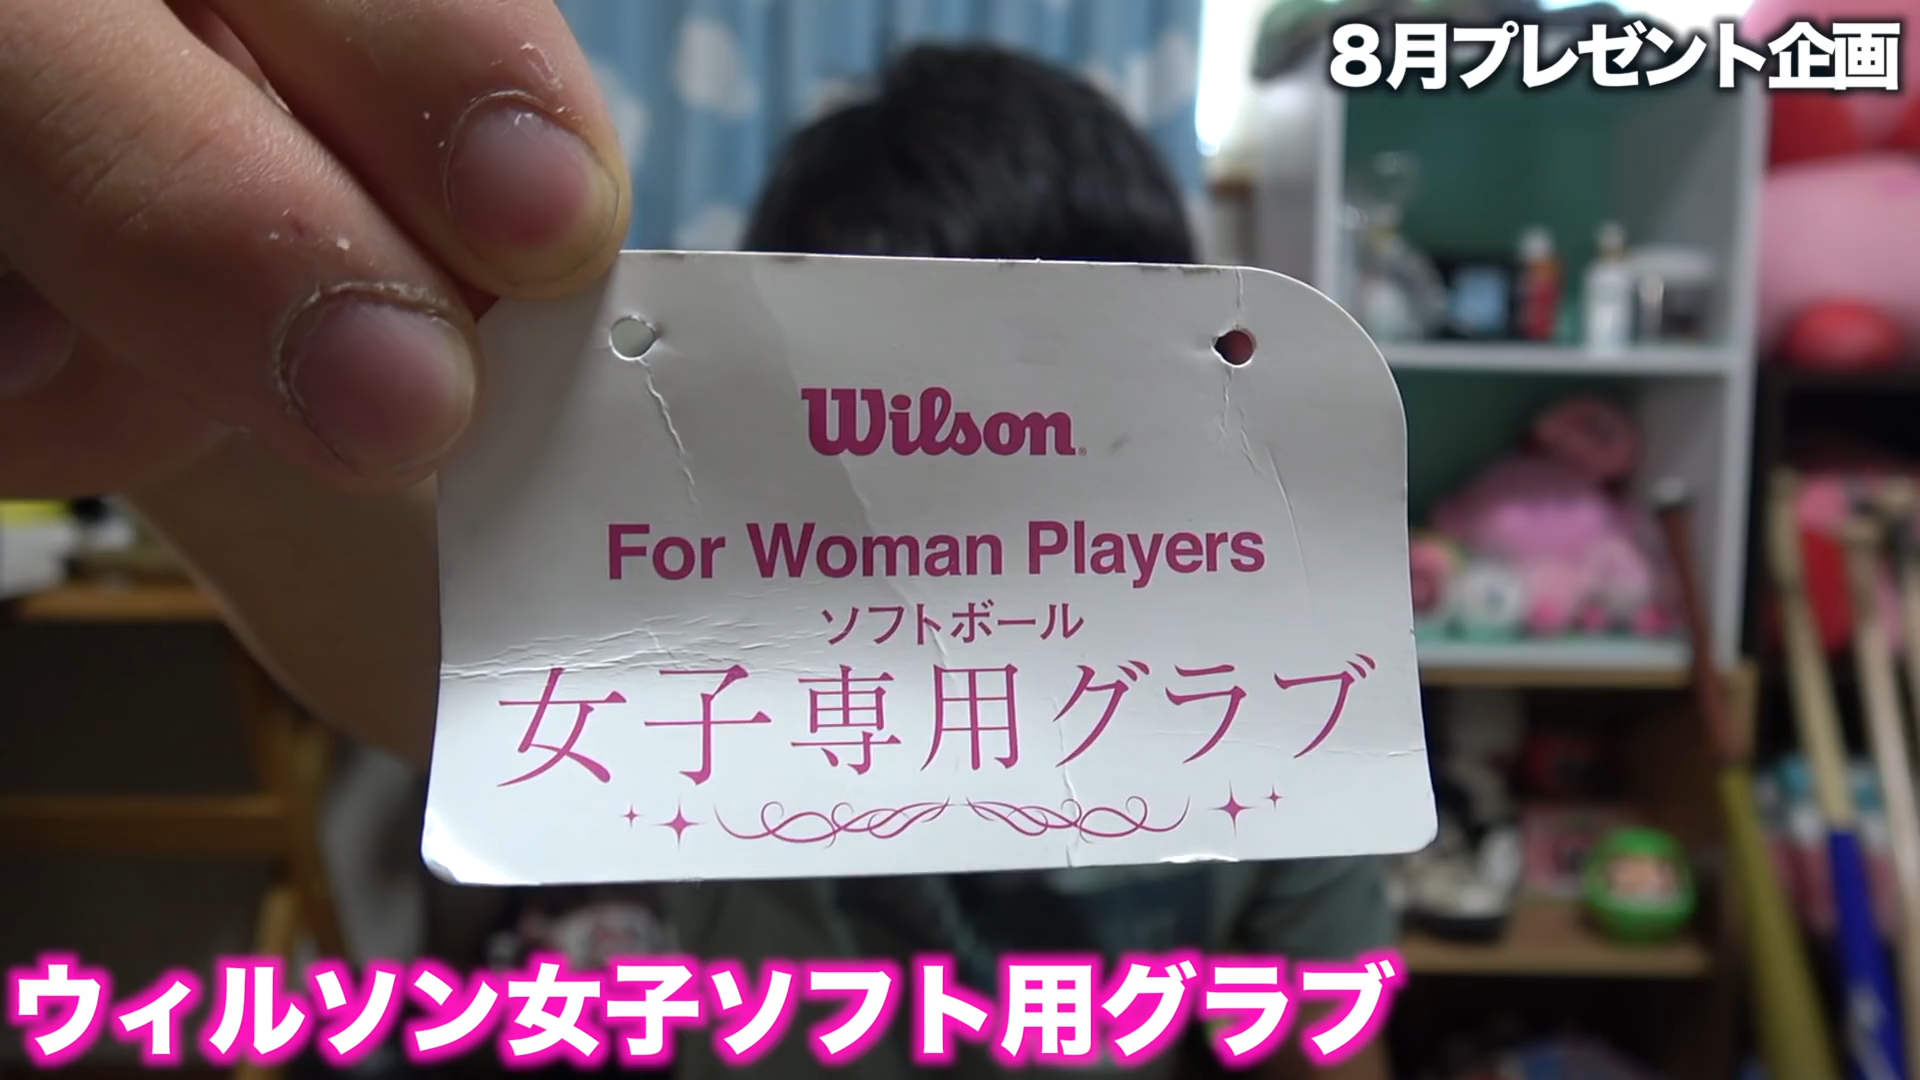 8月プレゼント企画
Wilson
For Woman Players
ソフトボール
女子専用グラブ
ウィルソン女子ソフト用グラブ